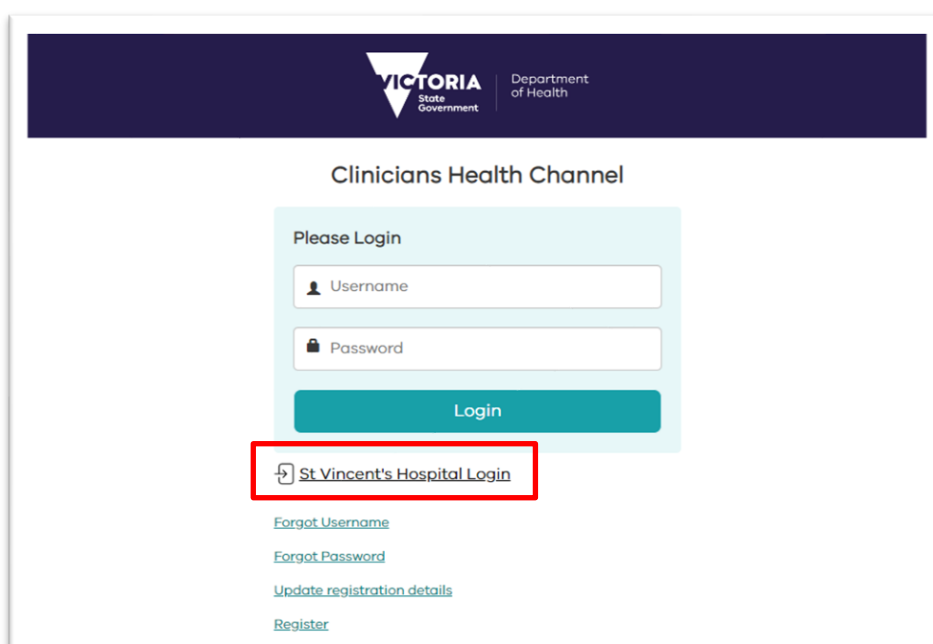 VICTORIA
State
Government
Department
of Health
Clinicians Health Channel
Please Login
Username
Password
Login
St Vincent's Hospital Login
Forgot Username
Forgot Password
Update registration details
Register